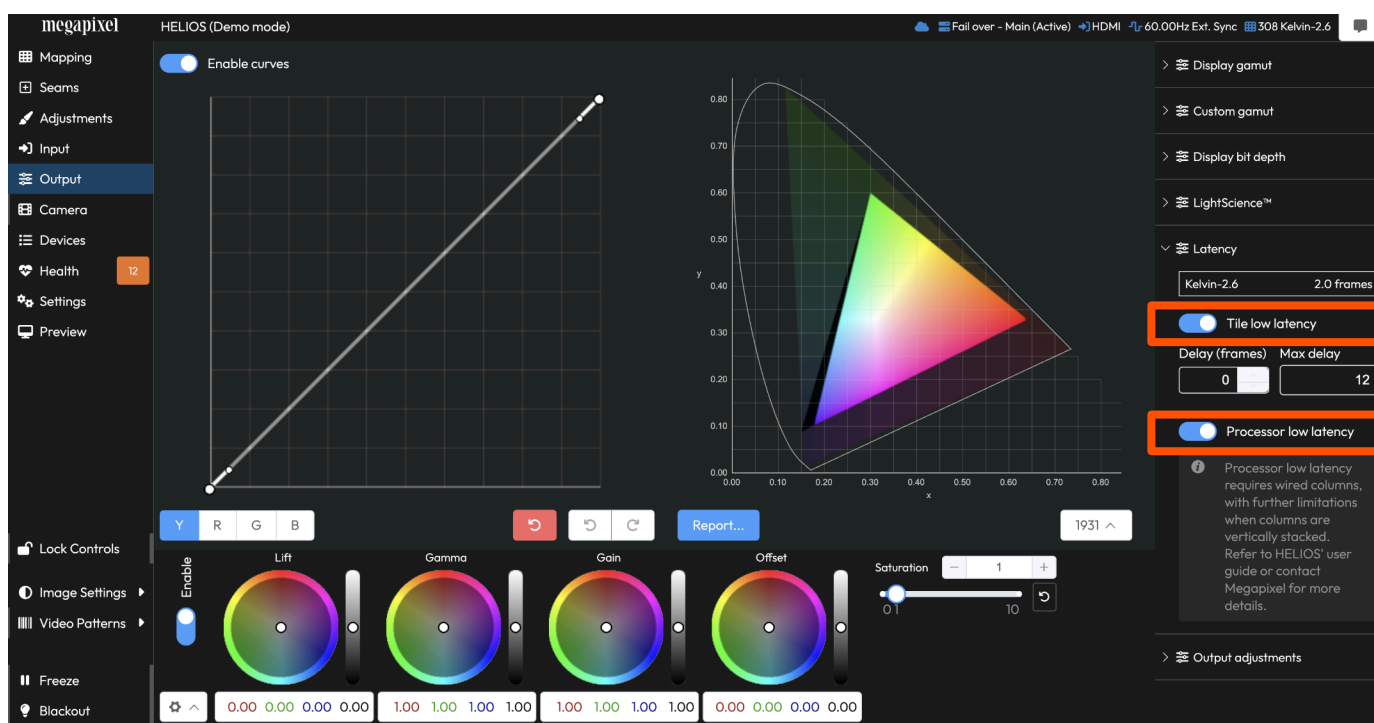 megapixel
HELIOS (Demo mode)
Fail over - Main (Active)
HDMI
60.00Hz Ext. Sync
308 Kelvin-2.6
Mapping
Seams
Adjustments
Input
Output
Camera
Devices
Health
12
Settings
Preview
Lock Controls
Image Settings
Video Patterns
Freeze
Blackout
Enable curves
0.80
0.70
0.60
0.50
y
0.40
0.30
0.20
0.10
0.00
0.00 0.10 0.20 0.30 0.40 0.50 0.60 0.70 0.80
x
Y R G B
Report...
1931
Enable
Lift
Gamma
Gain
Offset
Saturation
1
0 1
10
0.00 0.00 0.00 0.00
1.00 1.00 1.00 1.00
1.00 1.00 1.00 1.00
0.00 0.00 0.00 0.00
Display gamut
Custom gamut
Display bit depth
LightScience™
Latency
Kelvin-2.6 2.0 frames
Tile low latency
Delay (frames) Max delay
0 12
Processor low latency
Processor low latency
requires wired columns,
with further limitations
when columns are
vertically stacked.
Refer to HELIOS' user
guide or contact
Megapixel for more
details.
Output adjustments